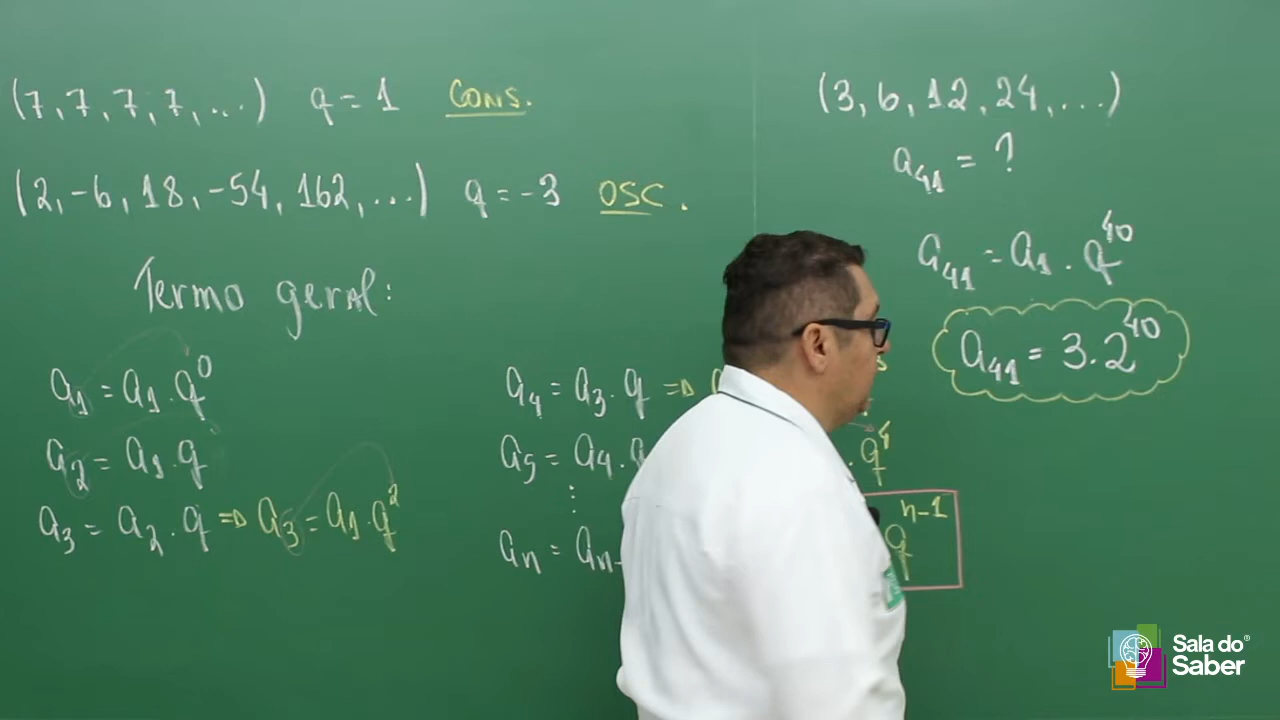 (7, 7, 7, 7, ...) q = 1 CONS.
(2, -6, 18, -54, 162, ...) q = -3 OSC.
Termo geral:
a₁ = a₁ . q⁰
a₂ = a₁ . q
a₃ = a₂ . q ⇒ a₃ = a₁ . q²
a₄ = a₃ . q ⇒
a₅ = a₄ . q . q⁴
⋮
aₙ = aₙ₋ q^{n-1}
(3, 6, 12, 24, ...)
a₄₁ = ?
a₄₁ = a₁ . q⁴⁰
a₄₁ = 3 . 2⁴⁰
Sala do®
Saber